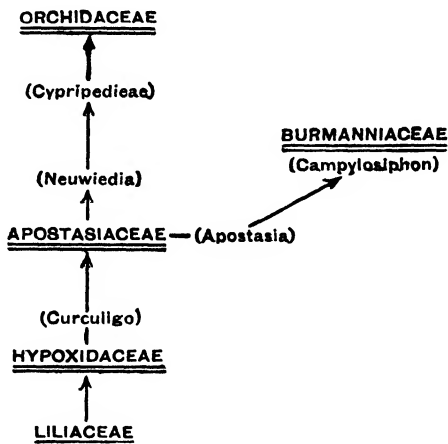 ORCHIDACEAE
(Cypripedieae)
BURMANNIACEAE
(Campylosiphon)
(Neuwiedia)
APOSTASIACEAE — (Apostasia)
(Curculigo)
HYPOXIDACEAE
LILIACEAE